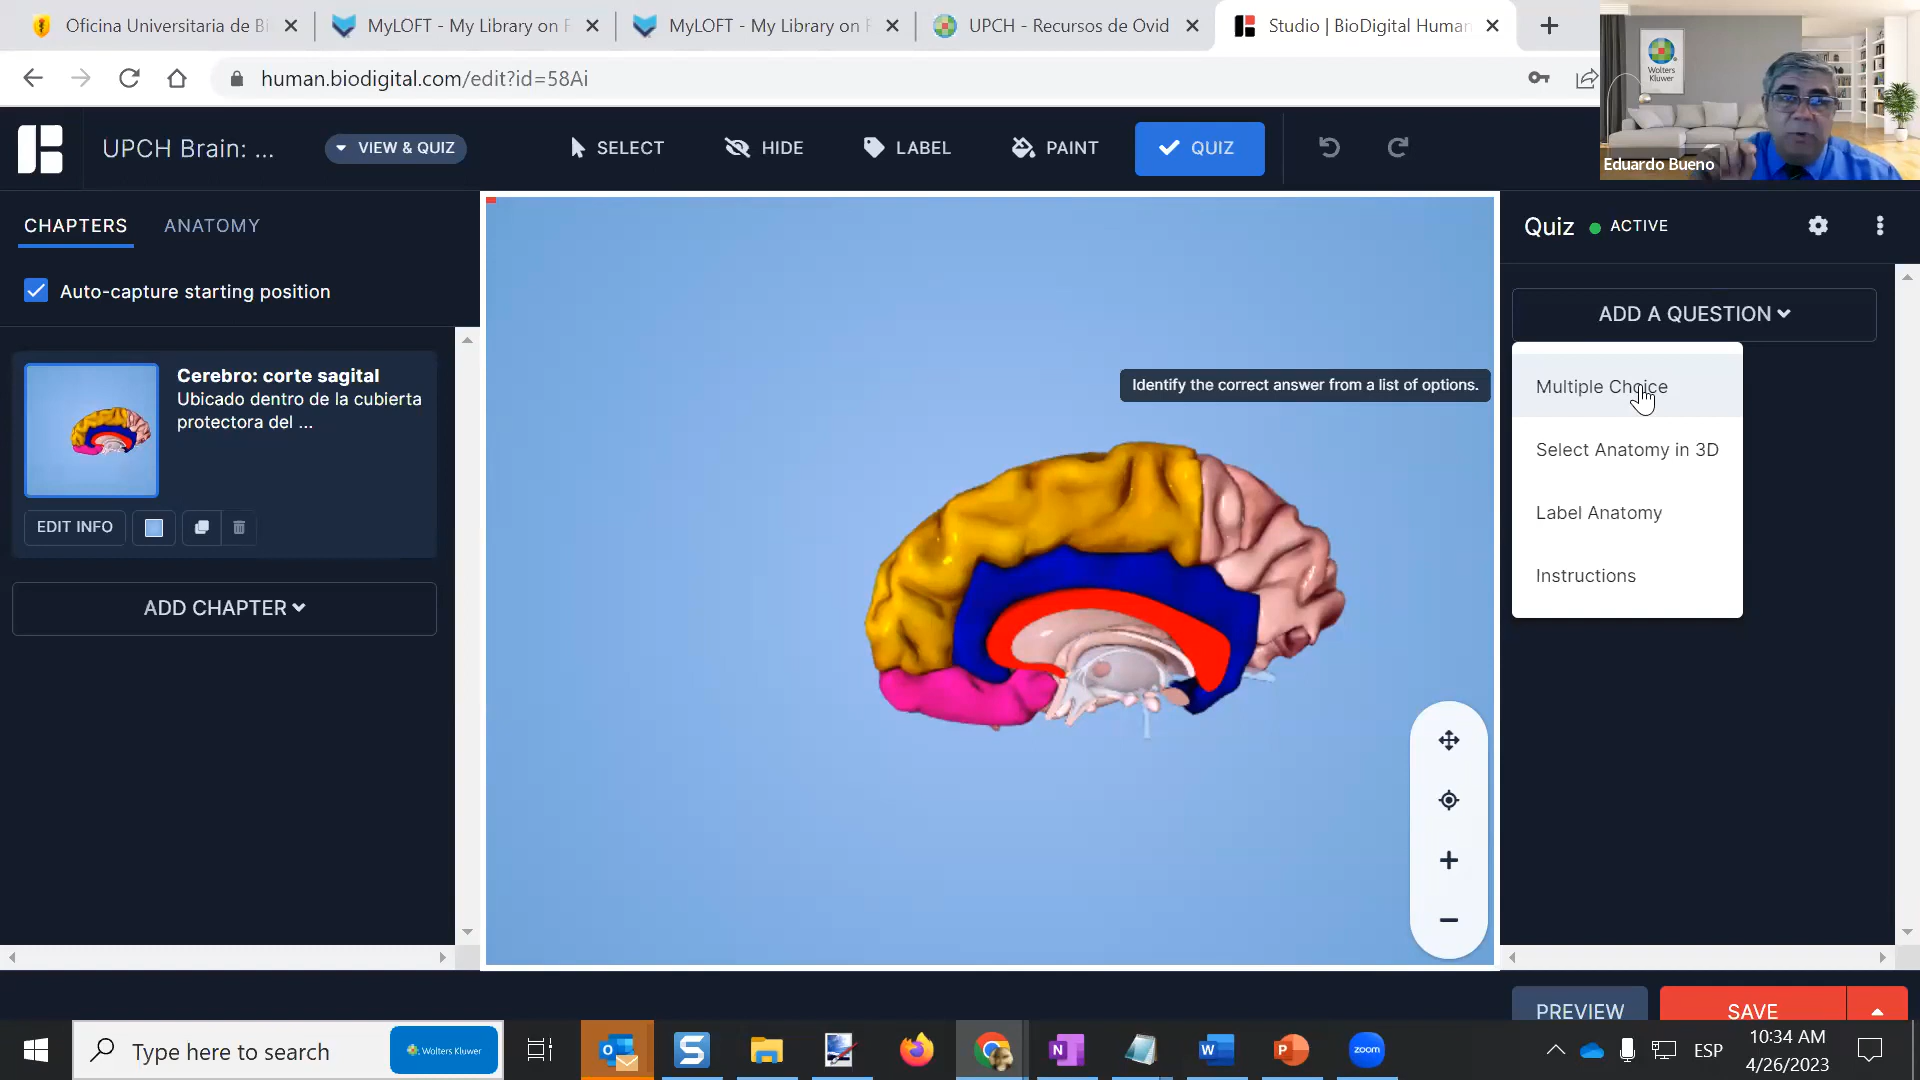 Oficina Universitaria de Bi
MyLOFT - My Library on F
MyLOFT - My Library on F
UPCH - Recursos de Ovid
Studio | BioDigital Human
human.biodigital.com/edit?id=58Ai
Wolters
Kluwer
Eduardo Bueno
UPCH Brain: ...
VIEW & QUIZ
SELECT
HIDE
LABEL
PAINT
QUIZ
CHAPTERS
ANATOMY
Auto-capture starting position
Cerebro: corte sagital
Ubicado dentro de la cubierta
protectora del ...
EDIT INFO
ADD CHAPTER
Identify the correct answer from a list of options.
Quiz
ACTIVE
ADD A QUESTION
Multiple Choice
Select Anatomy in 3D
Label Anatomy
Instructions
PREVIEW
SAVE
Type here to search
Wolters Kluwer
zoom
ESP
10:34 AM
4/26/2023